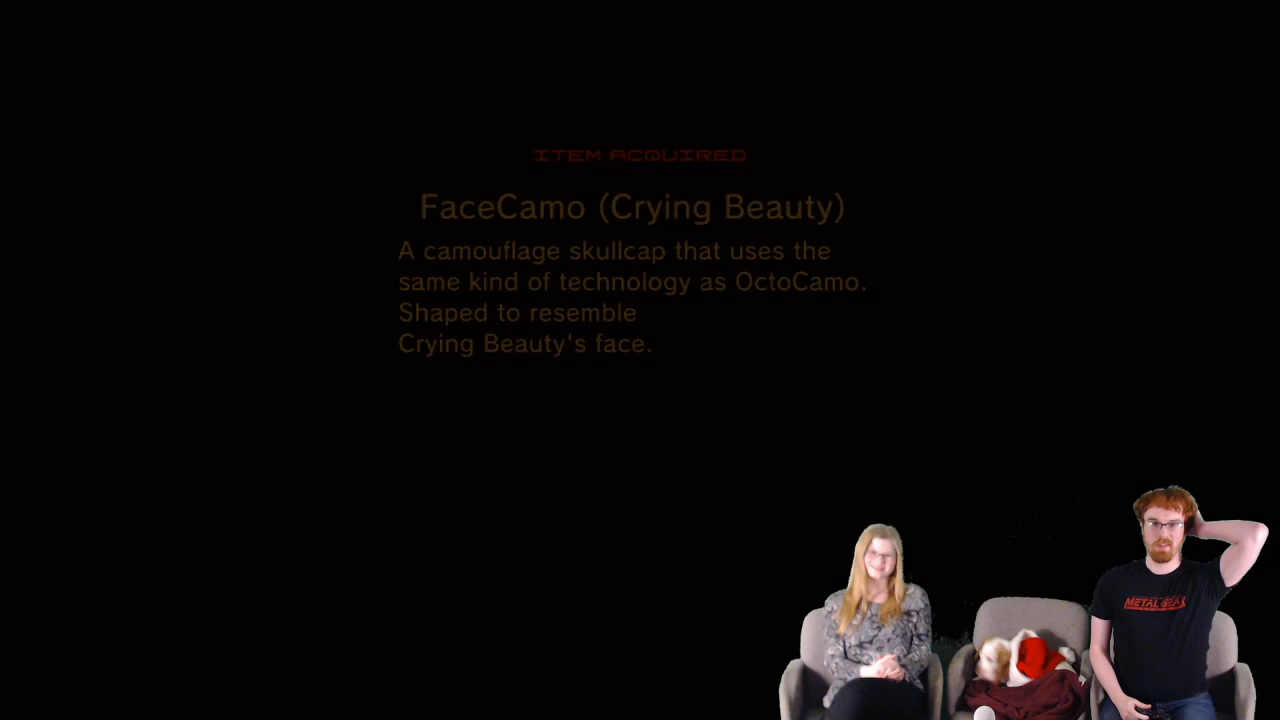 ITEM ACQUIRED
FaceCamo (Crying Beauty)
A camouflage skullcap that uses the
same kind of technology as OctoCamo.
Shaped to resemble
Crying Beauty's face.
METAL GEAR